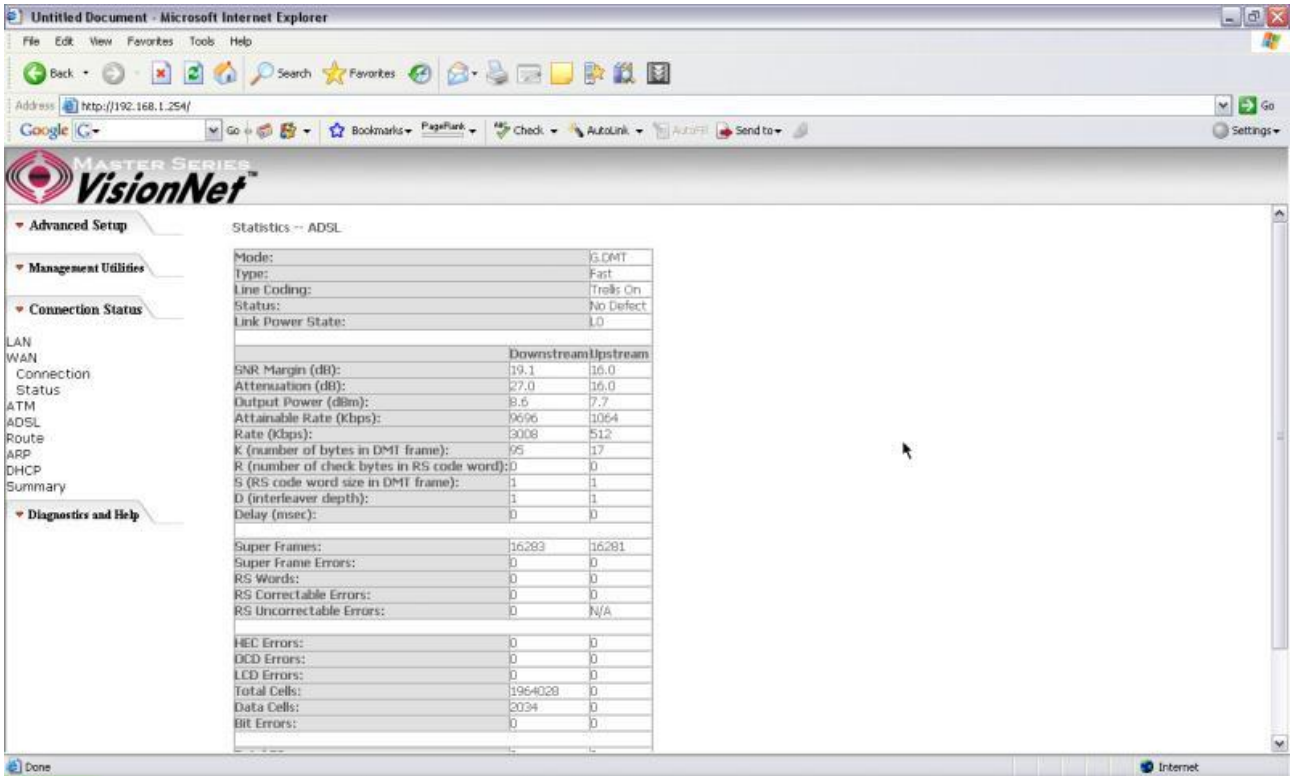 Untitled Document - Microsoft Internet Explorer
File Edit View Favorites Tools Help
Back Search Favorites
Address http://192.168.1.254/ Go
Google G Go Bookmarks PageRank Check AutoLink AutoFill Send to Settings
MASTER SERIES
VisionNet™
Advanced Setup
Management Utilities
Connection Status
LAN
WAN
Connection
Status
ATM
ADSL
Route
ARP
DHCP
Summary
Diagnostics and Help
Statistics -- ADSL
Mode: G.DMT
Type: Fast
Line Coding: Trellis On
Status: No Defect
Link Power State: L0
Downstream Upstream
SNR Margin (dB): 19.1 16.0
Attenuation (dB): 27.0 16.0
Output Power (dBm): 8.6 7.7
Attainable Rate (Kbps): 9696 1064
Rate (Kbps): 3008 512
K (number of bytes in DMT frame): 95 17
R (number of check bytes in RS code word): 0 0
S (RS code word size in DMT frame): 1 1
D (interleaver depth): 1 1
Delay (msec): 0 0
Super Frames: 16283 16281
Super Frame Errors: 0 0
RS Words: 0 0
RS Correctable Errors: 0 0
RS Uncorrectable Errors: 0 N/A
HEC Errors: 0 0
OCD Errors: 0 0
LCD Errors: 0 0
Total Cells: 1964028 0
Data Cells: 2034 0
Bit Errors: 0 0
Done Internet